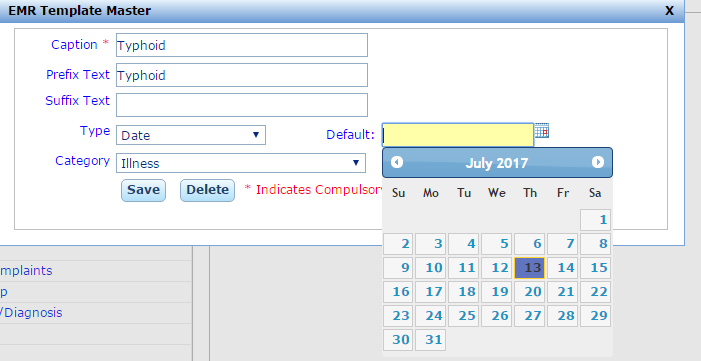 EMR Template Master X
Caption * Typhoid
Prefix Text Typhoid
Suffix Text
Type Date Default:
Category Illness
July 2017
Save Delete * Indicates Compulsory
Su Mo Tu We Th Fr Sa
1
2 3 4 5 6 7 8
9 10 11 12 13 14 15
16 17 18 19 20 21 22
23 24 25 26 27 28 29
30 31
mplaints
p
/Diagnosis